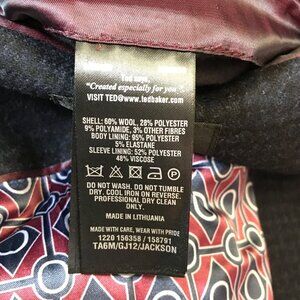 Ted says,
"Created especially for you".
VISIT TED@www.tedbaker.com
SHELL: 60% WOOL, 28% POLYESTER
9% POLYAMIDE, 3% OTHER FIBRES
BODY LINING: 95% POLYESTER
5% ELASTANE
SLEEVE LINING: 52% POLYESTER
48% VISCOSE
DO NOT WASH. DO NOT TUMBLE
DRY. COOL IRON ON REVERSE.
PROFESSIONAL DRY CLEAN
ONLY.
MADE IN LITHUANIA
MADE WITH CARE, WEAR WITH PRIDE
1220 156358 / 158791
TA6M/GJ12/JACKSON